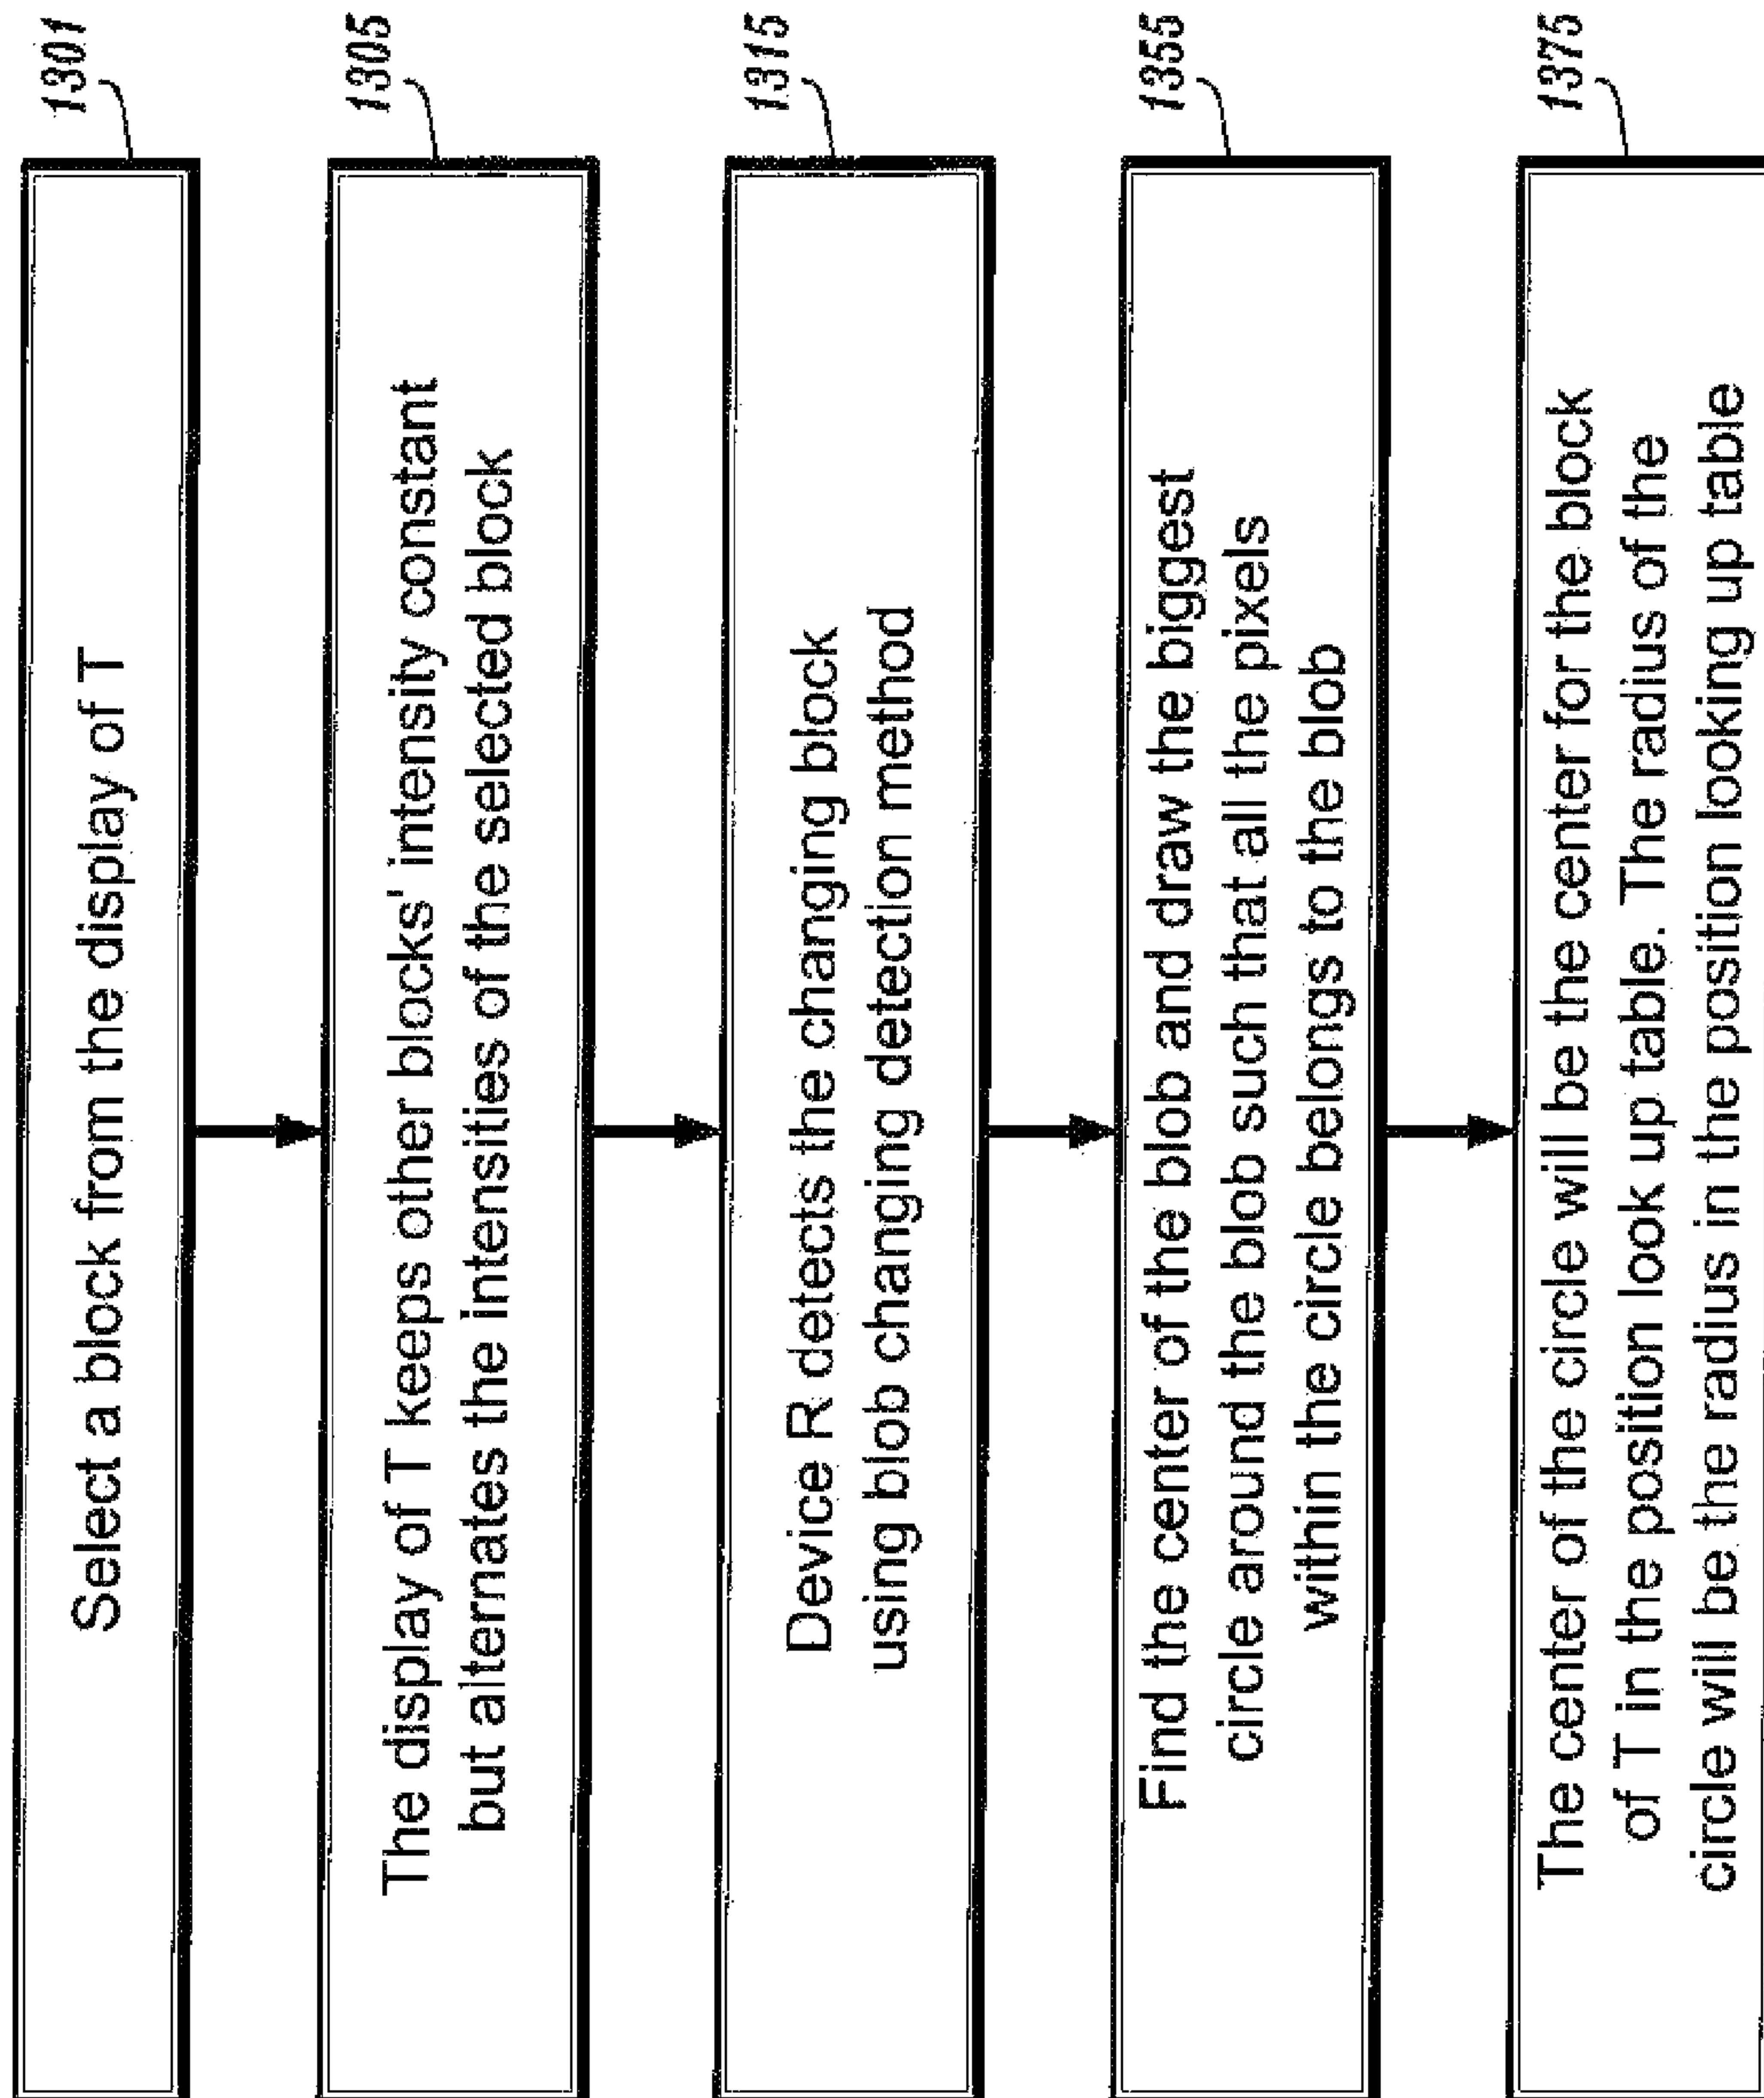 1301
Select a block from the display of T
1305
The display of T keeps other blocks' intensity constant
but alternates the intensities of the selected block
1315
Device R detects the changing block
using blob changing detection method
1355
Find the center of the blob and draw the biggest
circle around the blob such that all the pixels
within the circle belongs to the blob
1375
The center of the circle will be the center for the block
of T in the position look up table. The radius of the
circle will be the radius in the position looking up table